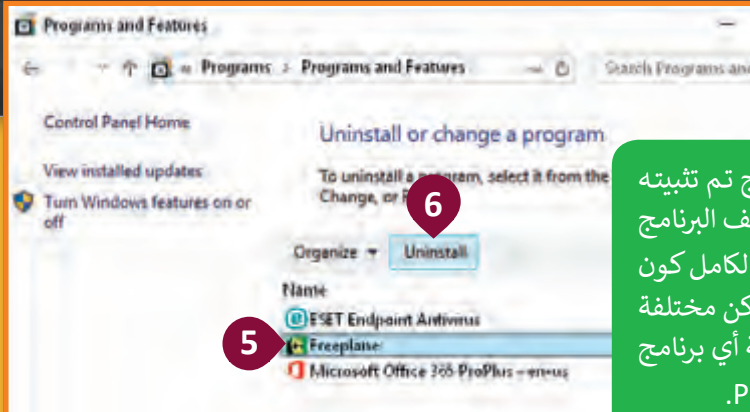 Programs and Features
« Programs > Programs and Features
Search Programs and
Control Panel Home
View installed updates
Turn Windows features on or
off
Uninstall or change a program
To uninstall a program, select it from the
Change, or
6
Organize
Uninstall
Name
ESET Endpoint Antivirus
5
Freeplane
Microsoft Office 365 ProPlus - en-us
ج تم تثبيته
ف البرنامج
لكامل كون
كن مختلفة
ة أي برنامج
P.